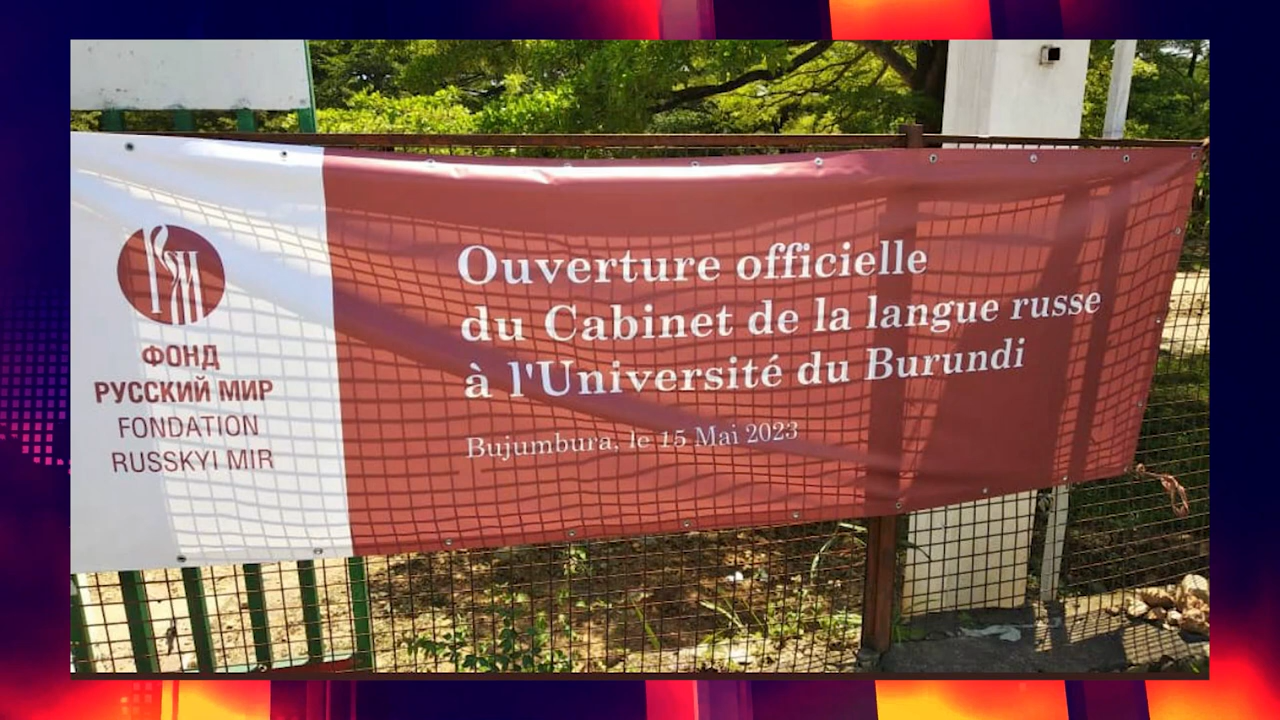 ФОНД
РУССКИЙ МИР
FONDATION
RUSSKYI MIR
Ouverture officielle
du Cabinet de la langue russe
à l'Université du Burundi
Bujumbura, le 15 Mai 2023